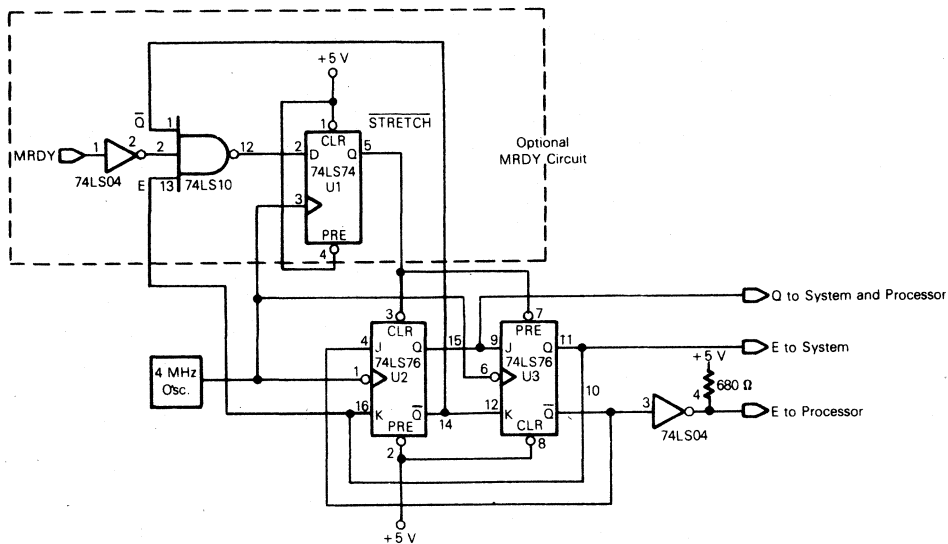 +5 V
Q̅
1
1
CLR
S̅T̅R̅E̅T̅C̅H̅
Optional
MRDY Circuit
MRDY
1
2
2
12
2
D
Q
5
74LS04
E
13
74LS10
74LS74
U1
3
PRE
4
3
CLR
7
PRE
Q to System and Processor
4
J
Q
15
9
J
Q
11
E to System
74LS76
U2
74LS76
U3
4 MHz
Osc.
1
6
10
+5 V
680 Ω
16
K
Q̅
14
12
K
Q̅
3
4
E to Processor
PRE
2
CLR
8
74LS04
+5 V